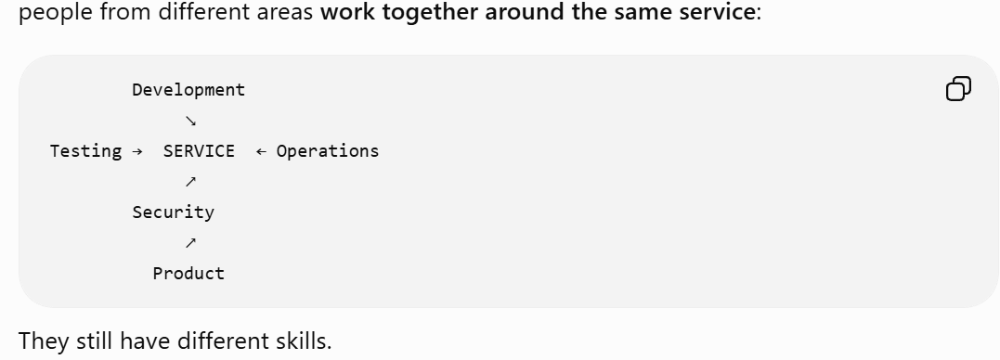 people from different areas work together around the same service:
Development
↘
Testing → SERVICE ← Operations
↗
Security
↗
Product
They still have different skills.